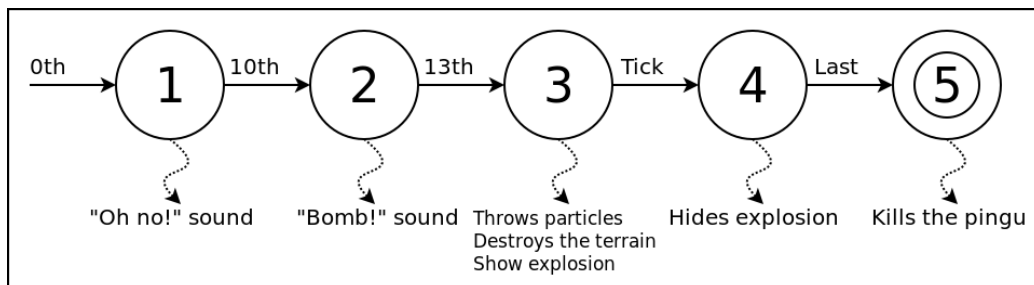 0th 1 10th 2 13th 3 Tick 4 Last 5
"Oh no!" sound
"Bomb!" sound
Throws particles
Destroys the terrain
Show explosion
Hides explosion
Kills the pingu